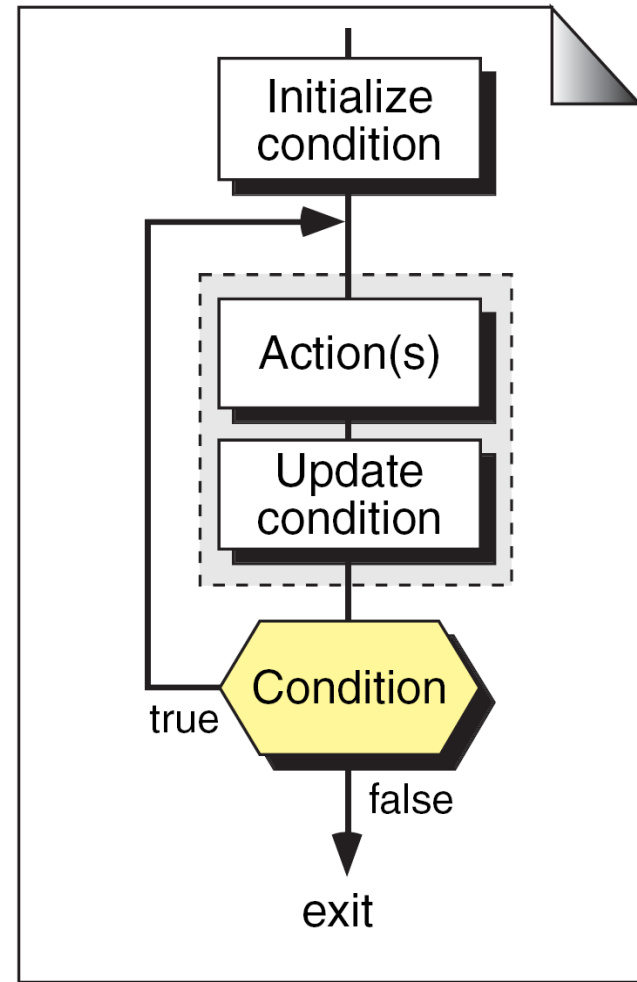 Initialize
condition
Action(s)
Update
condition
Condition
true
false
exit